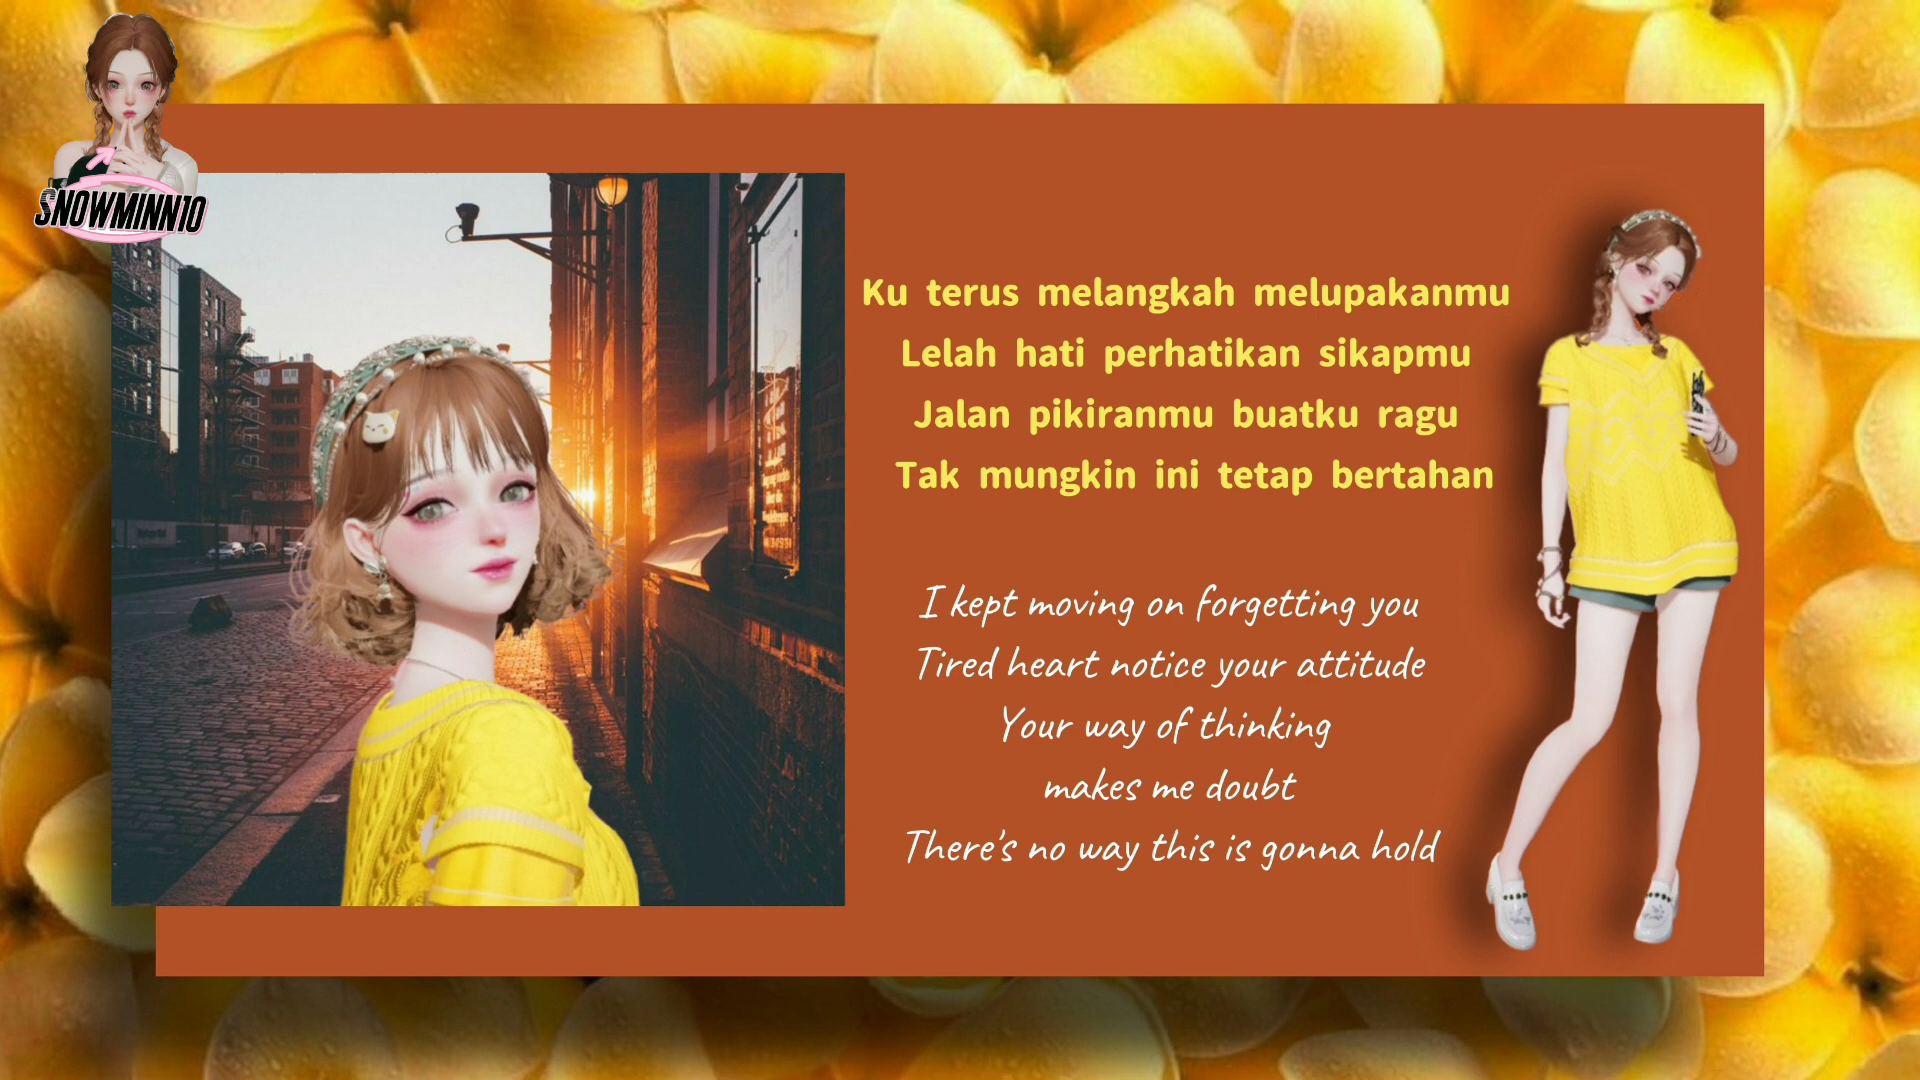 SNOWMINN10
Ku terus melangkah melupakanmu
Lelah hati perhatikan sikapmu
Jalan pikiranmu buatku ragu
Tak mungkin ini tetap bertahan
I kept moving on forgetting you
Tired heart notice your attitude
Your way of thinking
makes me doubt
There's no way this is gonna hold